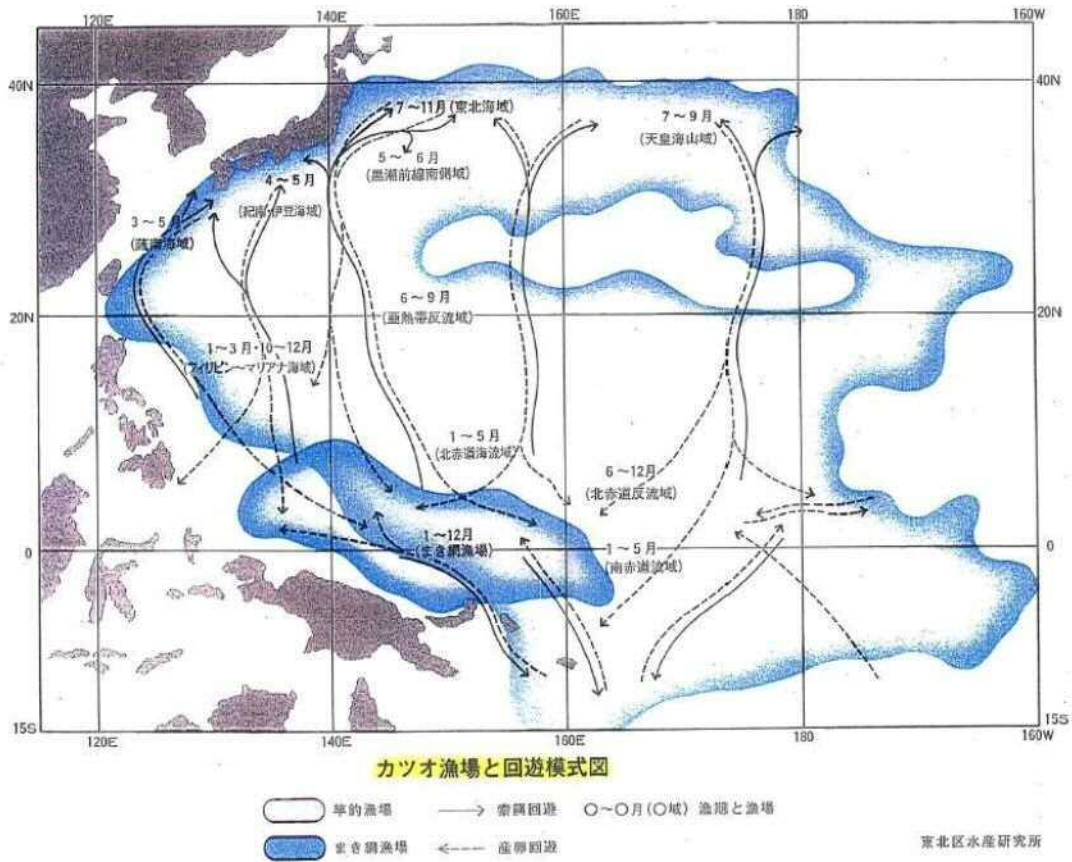 120E 140E 160E 180 160W
40N 40N
7～11月(東北海域)
7～9月
(天皇海山域)
5～6月
(黒潮前線南側域)
4～5月
(紀南・伊豆海域)
3～5月
(薩南海域)
6～9月
(亜熱帯反流域)
20N 20N
1～3月・10～12月
(フィリピン～マリアナ海域)
1～5月
(北赤道海流域)
6～12月
(北赤道反流域)
1～12月
(まき網漁場)
1～5月
(南赤道流域)
0 0
15S 15S
120E 140E 160E 180 160W
カツオ漁場と回遊模式図
竿釣漁場 索餌回遊 〇～〇月(〇域) 漁期と漁場
まき網漁場 産卵回遊
東北区水産研究所